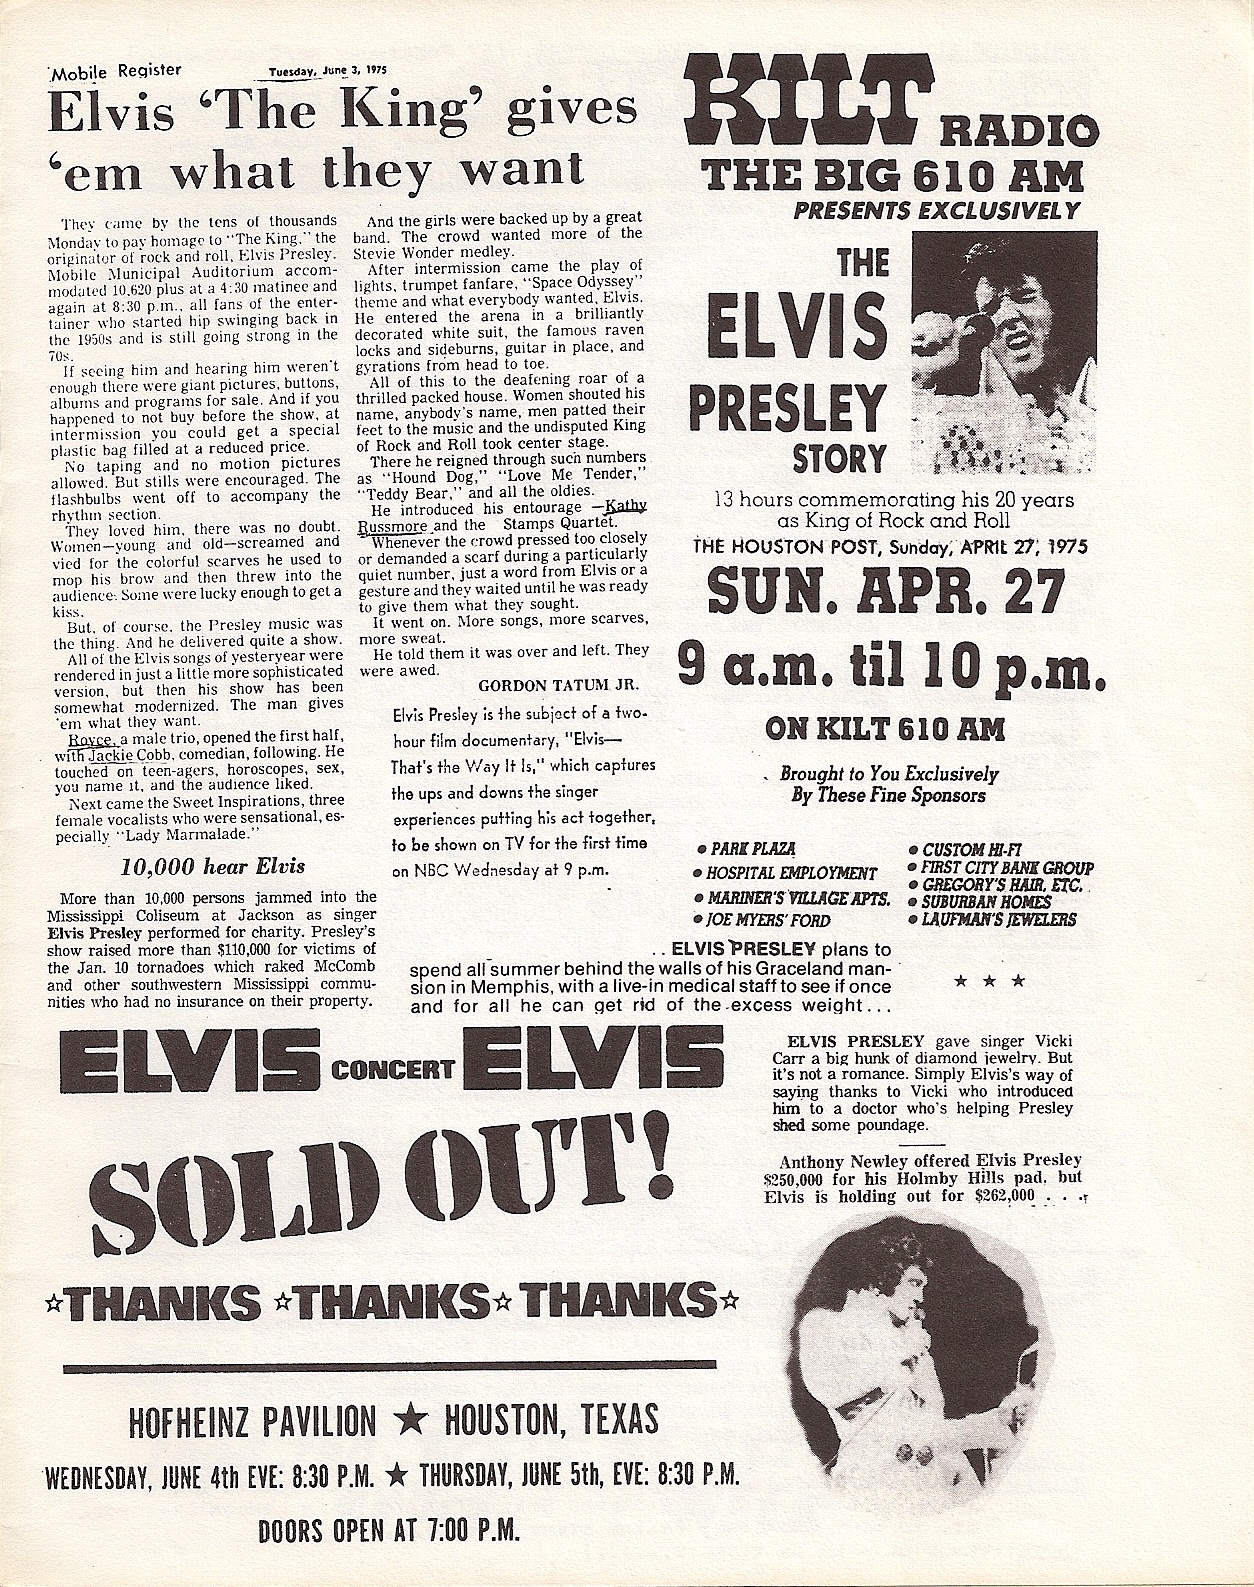 Mobile Register
Tuesday, June 3, 1975
Elvis ‘The King’ gives
‘em what they want
They came by the tens of thousands
Monday to pay homage to "The King," the
originator of rock and roll, Elvis Presley.
Mobile Municipal Auditorium accom-
modated 10,620 plus at a 4:30 matinee and
again at 8:30 p.m., all fans of the enter-
tainer who started hip swinging back in
the 1950s and is still going strong in the
70s.
If seeing him and hearing him weren't
enough there were giant pictures, buttons,
albums and programs for sale. And if you
happened to not buy before the show, at
intermission you could get a special
plastic bag filled at a reduced price.
No taping and no motion pictures
allowed. But stills were encouraged. The
flashbulbs went off to accompany the
rhythm section.
They loved him, there was no doubt.
Women—young and old—screamed and
vied for the colorful scarves he used to
mop his brow and then threw into the
audience. Some were lucky enough to get a
kiss.
But, of course, the Presley music was
the thing. And he delivered quite a show.
All of the Elvis songs of yesteryear were
rendered in just a little more sophisticated
version, but then his show has been
somewhat modernized. The man gives
'em what they want.
Royce, a male trio, opened the first half,
with Jackie Cobb, comedian, following. He
touched on teen-agers, horoscopes, sex,
you name it, and the audience liked.
Next came the Sweet Inspirations, three
female vocalists who were sensational, es-
pecially "Lady Marmalade."
And the girls were backed up by a great
band. The crowd wanted more of the
Stevie Wonder medley.
After intermission came the play of
lights, trumpet fanfare, "Space Odyssey"
theme and what everybody wanted, Elvis.
He entered the arena in a brilliantly
decorated white suit, the famous raven
locks and sideburns, guitar in place, and
gyrations from head to toe.
All of this to the deafening roar of a
thrilled packed house. Women shouted his
name, anybody's name, men patted their
feet to the music and the undisputed King
of Rock and Roll took center stage.
There he reigned through such numbers
as "Hound Dog," "Love Me Tender,"
"Teddy Bear," and all the oldies.
He introduced his entourage —Kathy
Russmore and the Stamps Quartet.
Whenever the crowd pressed too closely
or demanded a scarf during a particularly
quiet number, just a word from Elvis or a
gesture and they waited until he was ready
to give them what they sought.
It went on. More songs, more scarves,
more sweat.
He told them it was over and left. They
were awed.
GORDON TATUM JR.
Elvis Presley is the subject of a two-
hour film documentary, "Elvis—
That's the Way It Is," which captures
the ups and downs the singer
experiences putting his act together,
to be shown on TV for the first time
on NBC Wednesday at 9 p.m.
10,000 hear Elvis
More than 10,000 persons jammed into the
Mississippi Coliseum at Jackson as singer
Elvis Presley performed for charity. Presley's
show raised more than $110,000 for victims of
the Jan. 10 tornadoes which raked McComb
and other southwestern Mississippi commu-
nities who had no insurance on their property.
KILT RADIO
THE BIG 610 AM
PRESENTS EXCLUSIVELY
THE
ELVIS
PRESLEY
STORY
13 hours commemorating his 20 years
as King of Rock and Roll
THE HOUSTON POST, Sunday, APRIL 27, 1975
SUN. APR. 27
9 a.m. til 10 p.m.
ON KILT 610 AM
Brought to You Exclusively
By These Fine Sponsors
• PARK PLAZA
• HOSPITAL EMPLOYMENT
• MARINER'S VILLAGE APTS.
• JOE MYERS' FORD
• CUSTOM HI-FI
• FIRST CITY BANK GROUP
• GREGORY'S HAIR, ETC.
• SUBURBAN HOMES
• LAUFMAN'S JEWELERS
. . ELVIS PRESLEY plans to
spend all summer behind the walls of his Graceland man-
sion in Memphis, with a live-in medical staff to see if once
and for all he can get rid of the excess weight . . .
★ ★ ★
ELVIS PRESLEY gave singer Vicki
Carr a big hunk of diamond jewelry. But
it's not a romance. Simply Elvis's way of
saying thanks to Vicki who introduced
him to a doctor who's helping Presley
shed some poundage.
Anthony Newley offered Elvis Presley
$250,000 for his Holmby Hills pad, but
Elvis is holding out for $262,000 . . .
ELVIS CONCERT ELVIS
SOLD OUT!
☆THANKS ☆THANKS☆THANKS☆
HOFHEINZ PAVILION ★ HOUSTON, TEXAS
WEDNESDAY, JUNE 4th EVE: 8:30 P.M. ★ THURSDAY, JUNE 5th, EVE: 8:30 P.M.
DOORS OPEN AT 7:00 P.M.